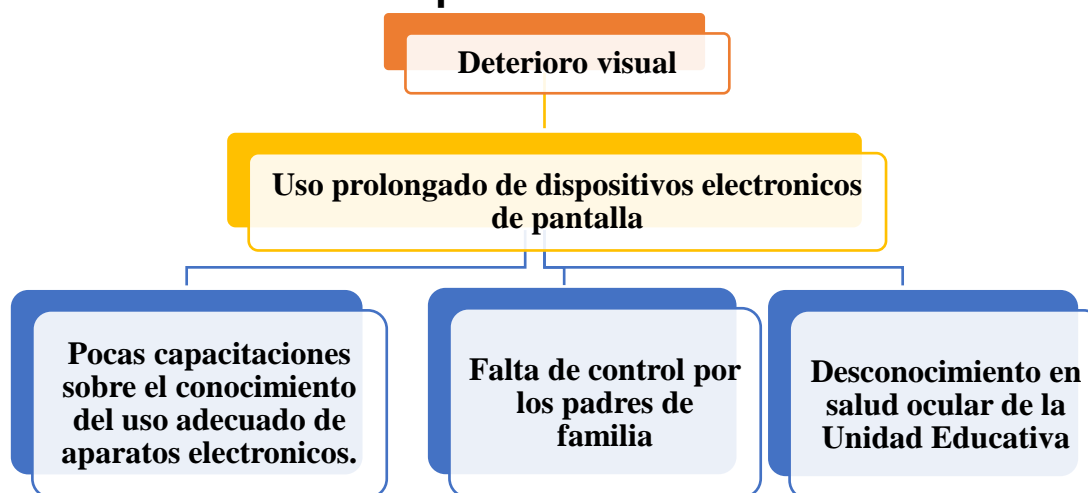 Deterioro visual
Uso prolongado de dispositivos electronicos
de pantalla
Pocas capacitaciones
sobre el conocimiento
del uso adecuado de
aparatos electronicos.
Falta de control por
los padres de
familia
Desconocimiento en
salud ocular de la
Unidad Educativa